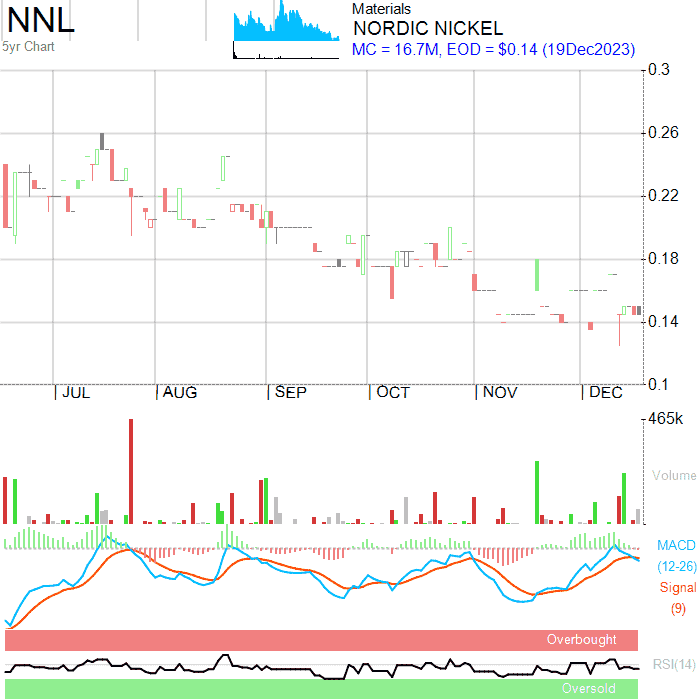 NNL
5yr Chart
Materials
NORDIC NICKEL
MC = 16.7M, EOD = $0.14 (19Dec2023)
0.3
0.26
0.22
0.18
0.14
0.1
JUL AUG SEP OCT NOV DEC
465k
Volume
MACD
(12-26)
Signal
(9)
Overbought
RSI(14)
Oversold